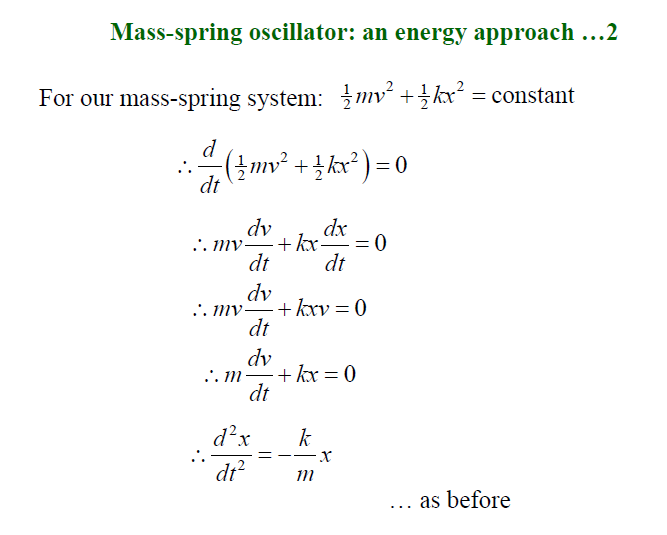 Mass-spring oscillator: an energy approach …2
For our mass-spring system: ½mv² + ½kx² = constant
∴ d/dt(½mv² + ½kx²) = 0
∴ mv dv/dt + kx dx/dt = 0
∴ mv dv/dt + kxv = 0
∴ m dv/dt + kx = 0
∴ d²x/dt² = −k/m x
… as before